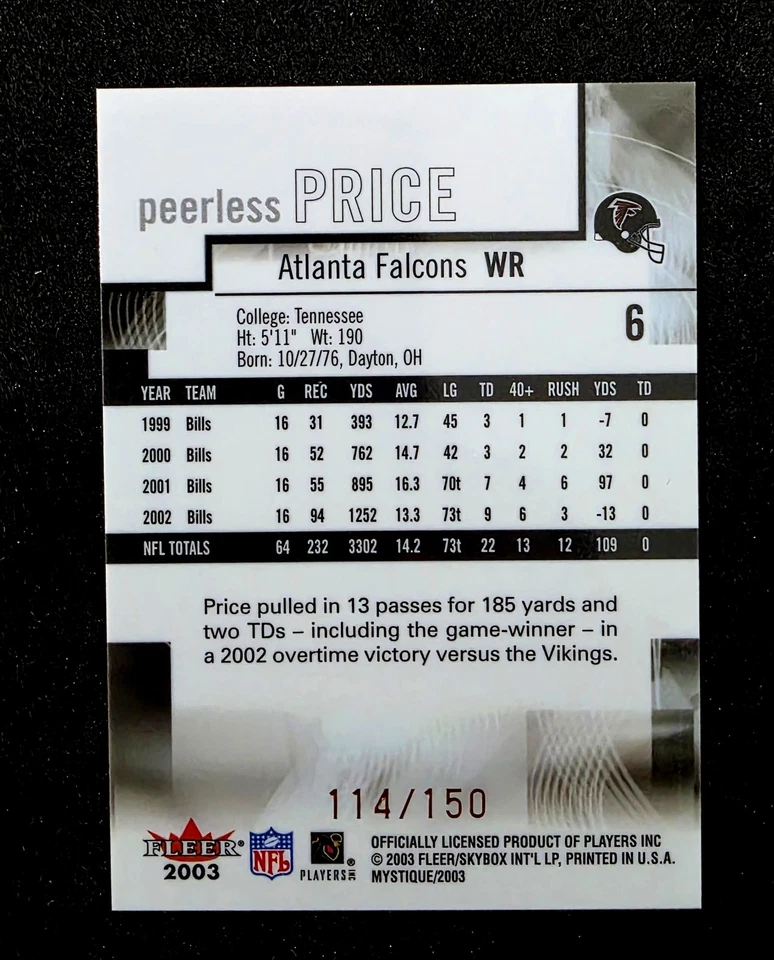 peerless PRICE
Atlanta Falcons WR
College: Tennessee
6
Ht: 5'11" Wt: 190
Born: 10/27/76, Dayton, OH
YEAR TEAM G REC YDS AVG LG TD 40+ RUSH YDS TD
1999 Bills 16 31 393 12.7 45 3 1 1 -7 0
2000 Bills 16 52 762 14.7 42 3 2 2 32 0
2001 Bills 16 55 895 16.3 70t 7 4 6 97 0
2002 Bills 16 94 1252 13.3 73t 9 6 3 -13 0
NFL TOTALS 64 232 3302 14.2 73t 22 13 12 109 0
Price pulled in 13 passes for 185 yards and
two TDs – including the game-winner – in
a 2002 overtime victory versus the Vikings.
114/150
FLEER®
2003
NFL
PLAYERS INC ®
OFFICIALLY LICENSED PRODUCT OF PLAYERS INC
© 2003 FLEER/SKYBOX INT'L LP, PRINTED IN U.S.A.
MYSTIQUE/2003